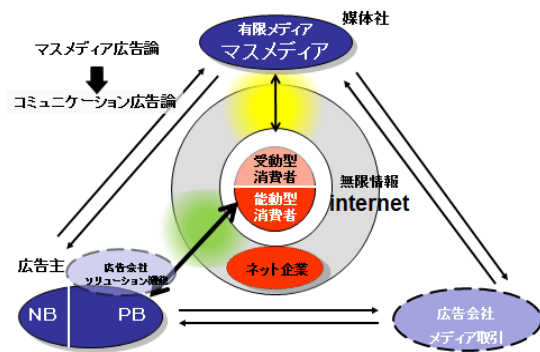 媒体社
有限メディア
マスメディア
マスメディア広告論
コミュニケーション広告論
受動型
消費者
能動型
消費者
無限情報
internet
ネット企業
広告主
広告会社
ソリューション機能
NB
PB
広告会社
メディア取引